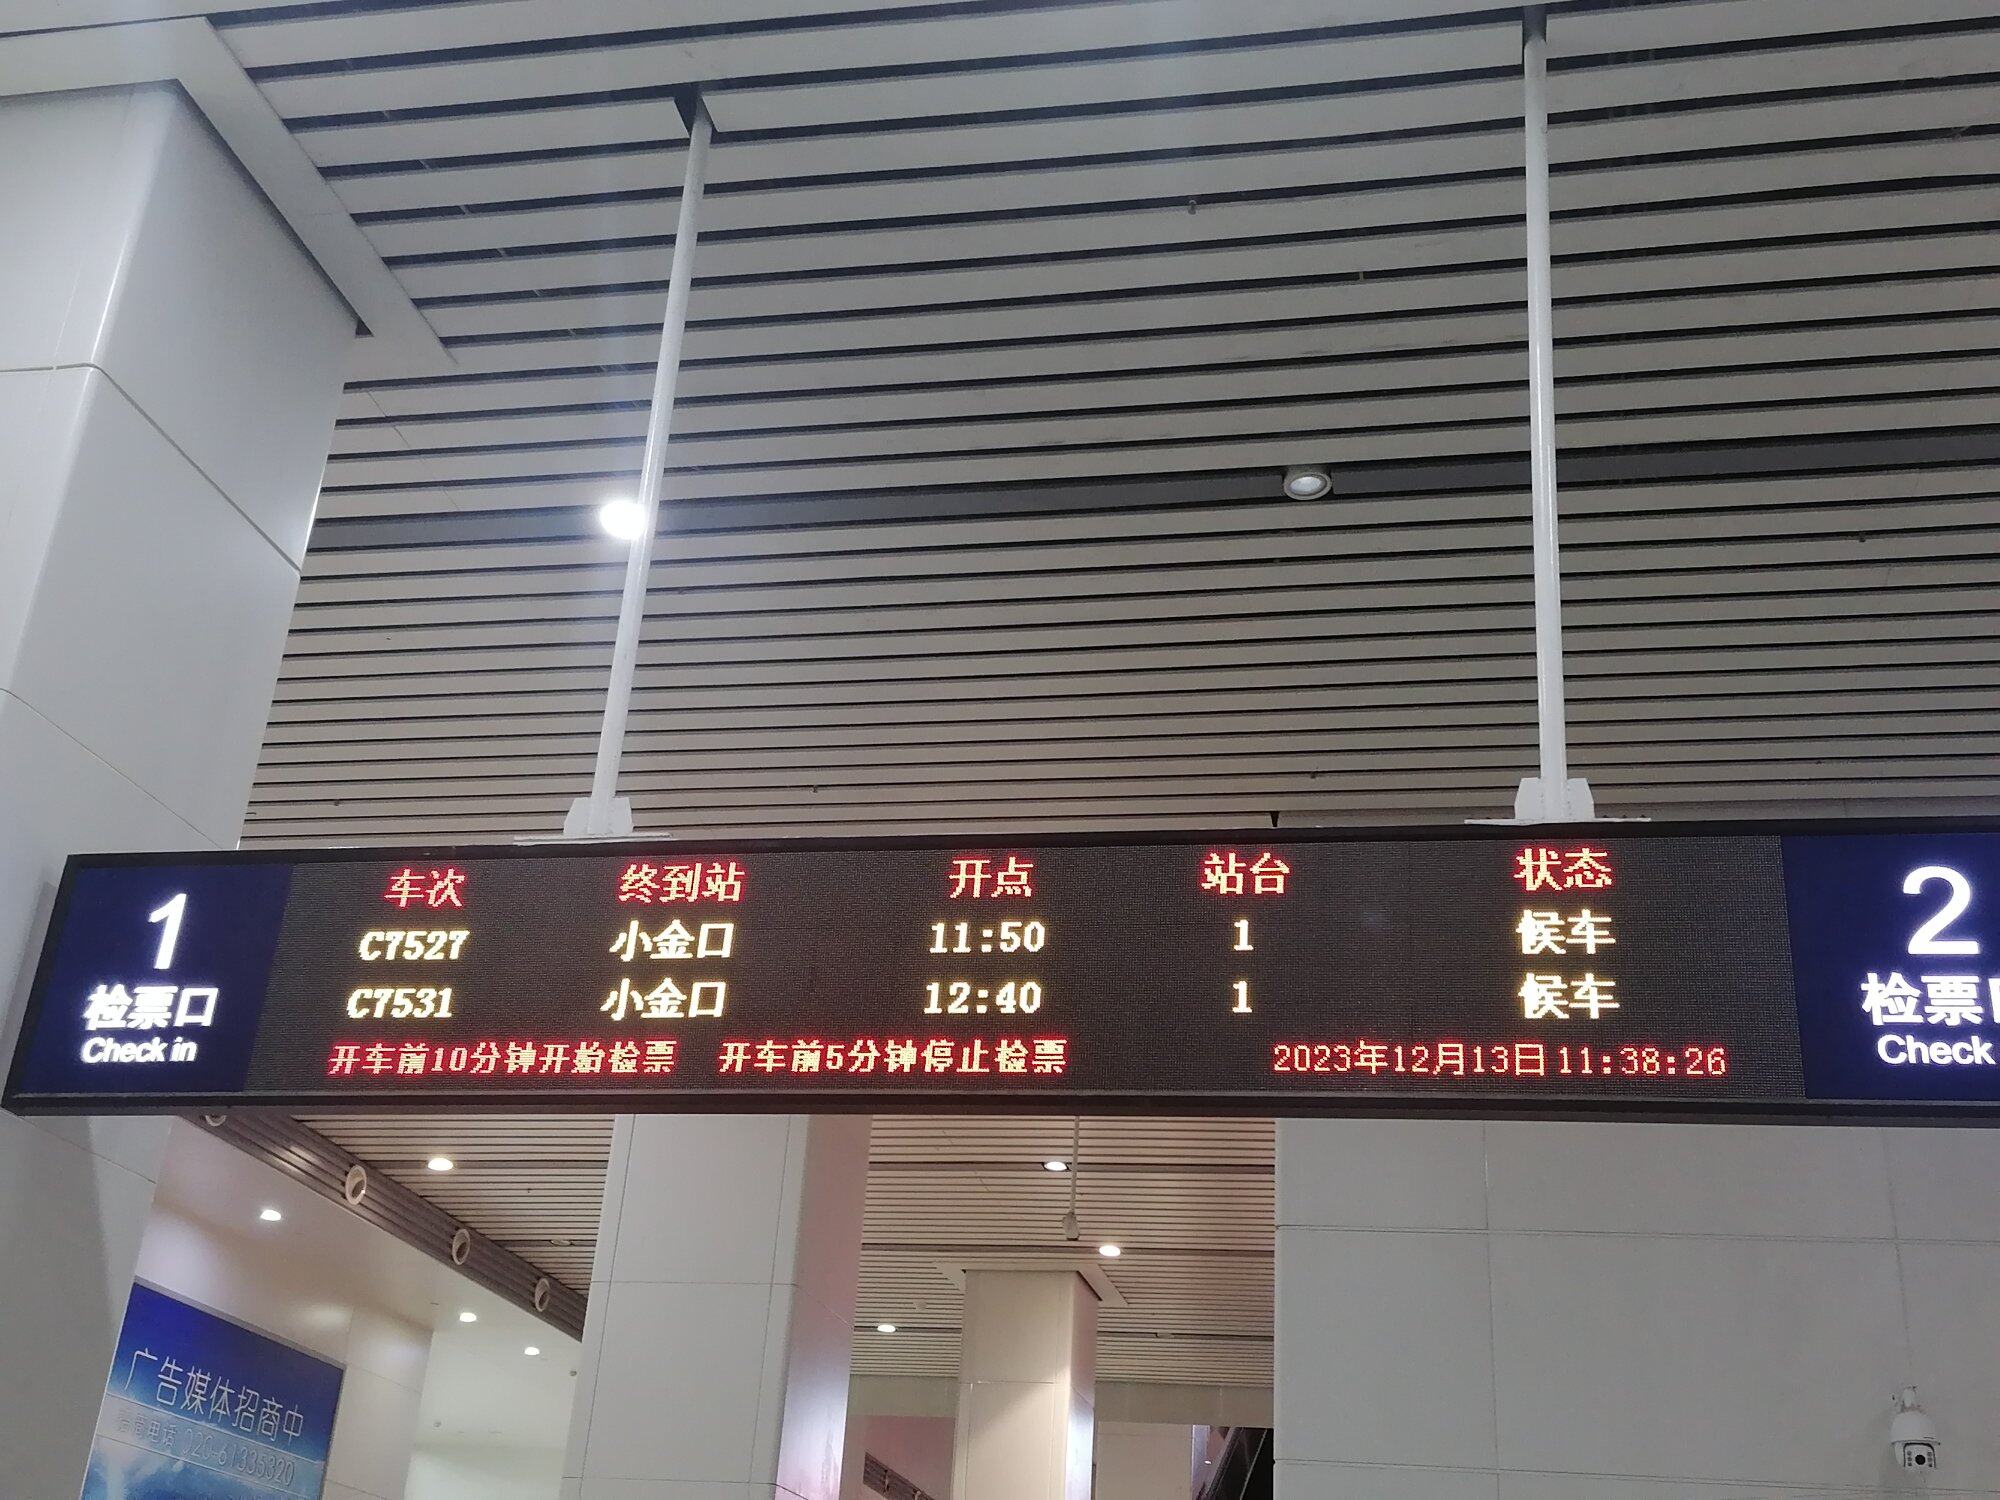 1
检票口
Check in
车次 终到站 开点 站台 状态
C7527 小金口 11:50 1 候车
C7531 小金口 12:40 1 候车
开车前10分钟开始检票 开车前5分钟停止检票 2023年12月13日 11:38:26
2
检票
Check
广告媒体招商中
电话 020-61335320